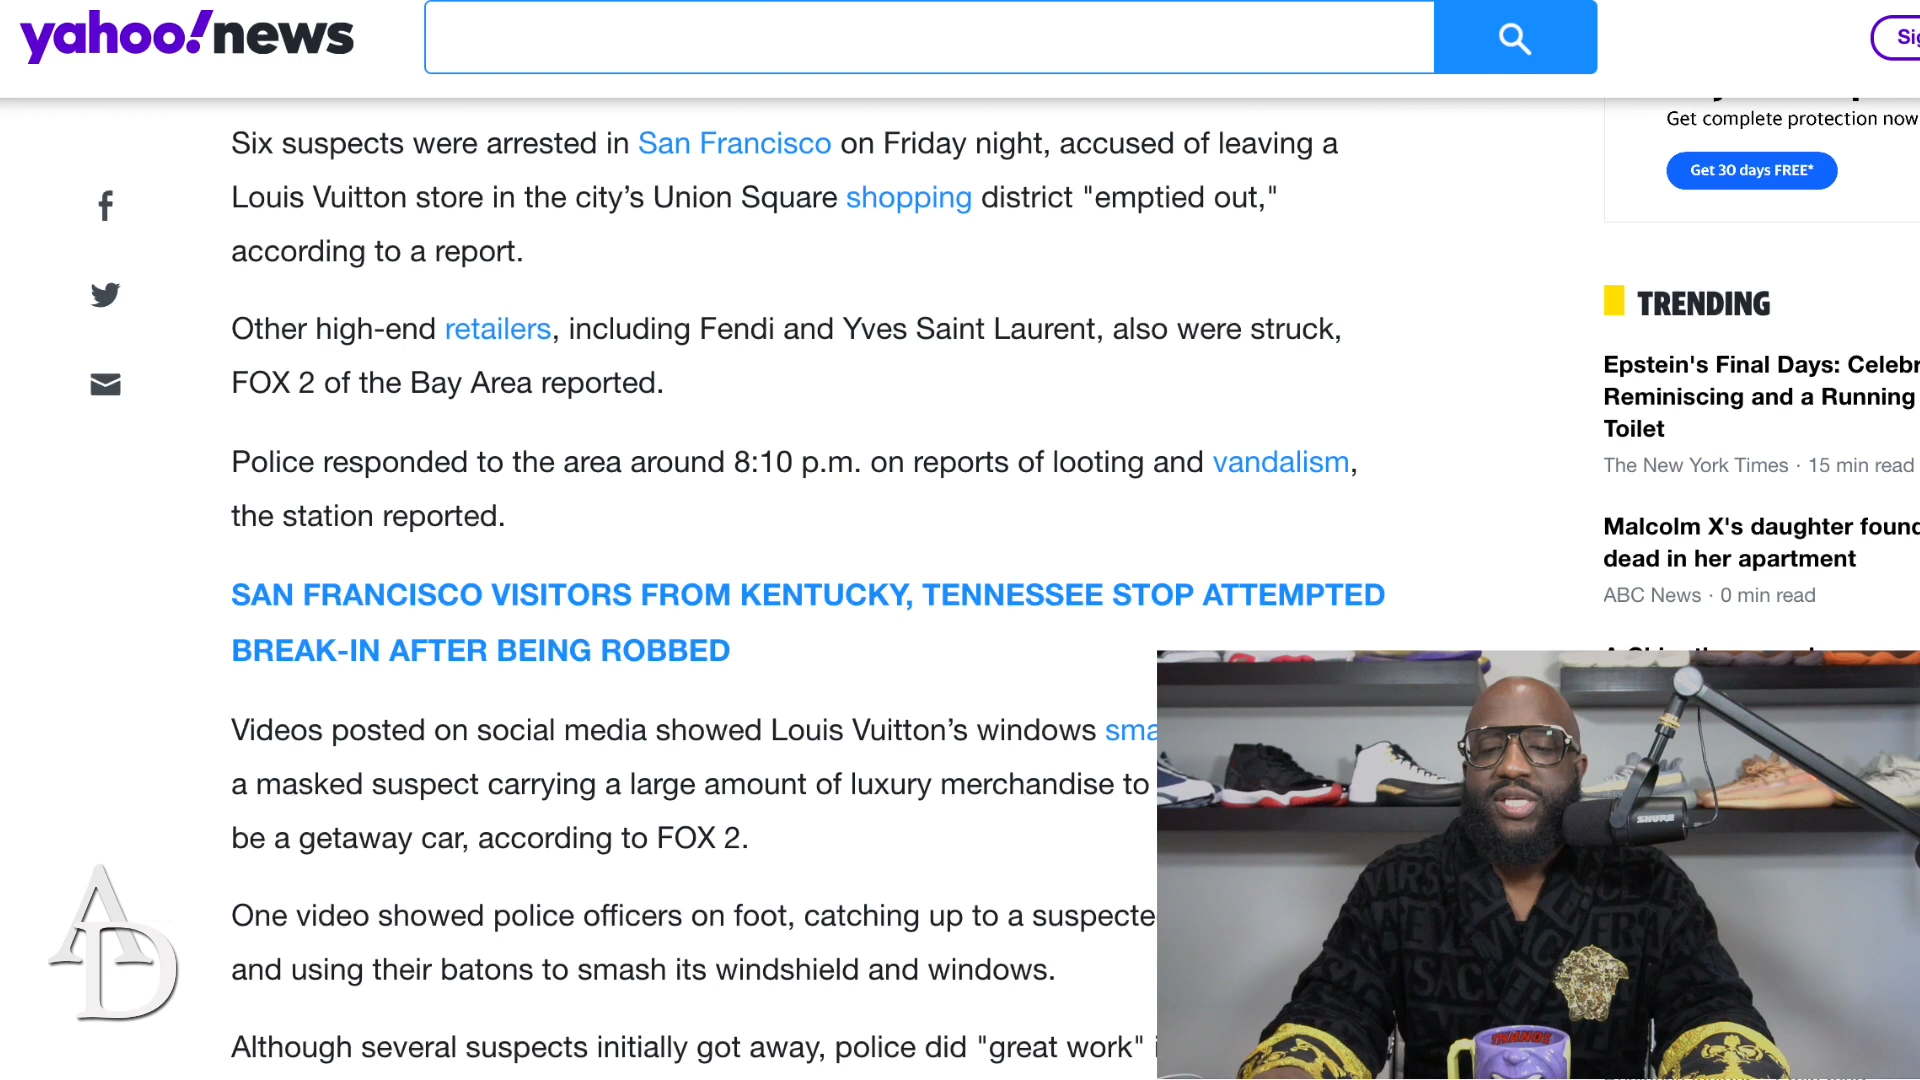 yahoo!news
Sig
Get complete protection now
Get 30 days FREE*
Six suspects were arrested in San Francisco on Friday night, accused of leaving a
Louis Vuitton store in the city’s Union Square shopping district "emptied out,"
according to a report.
Other high-end retailers, including Fendi and Yves Saint Laurent, also were struck,
FOX 2 of the Bay Area reported.
Police responded to the area around 8:10 p.m. on reports of looting and vandalism,
the station reported.
SAN FRANCISCO VISITORS FROM KENTUCKY, TENNESSEE STOP ATTEMPTED
BREAK-IN AFTER BEING ROBBED
Videos posted on social media showed Louis Vuitton’s windows sma
a masked suspect carrying a large amount of luxury merchandise to
be a getaway car, according to FOX 2.
One video showed police officers on foot, catching up to a suspecte
and using their batons to smash its windshield and windows.
Although several suspects initially got away, police did "great work" i
TRENDING
Epstein's Final Days: Celebr
Reminiscing and a Running
Toilet
The New York Times · 15 min read
Malcolm X's daughter found
dead in her apartment
ABC News · 0 min read
AD
SHURE
THANOS